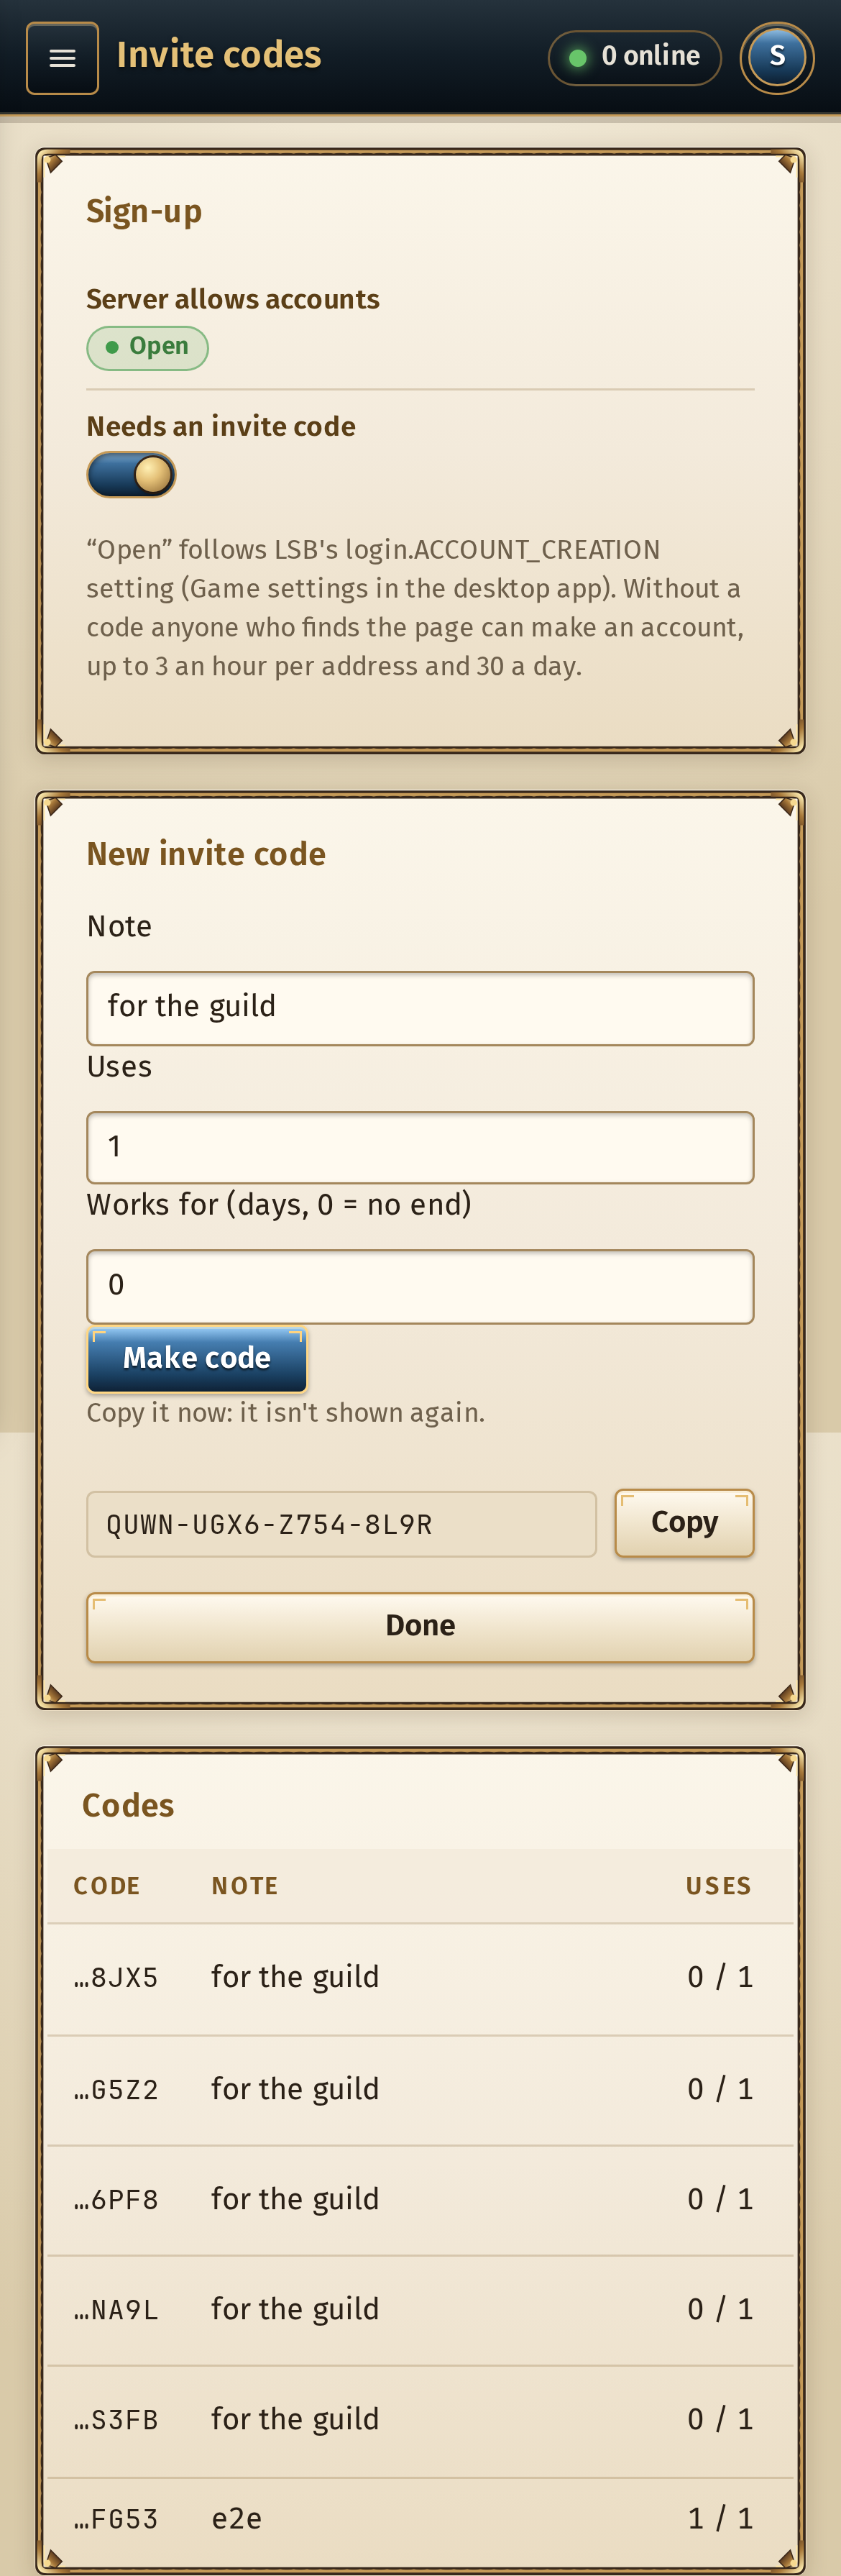 Invite codes
0 online
S
Sign-up
Server allows accounts
Open
Needs an invite code
“Open” follows LSB's login.ACCOUNT_CREATION
setting (Game settings in the desktop app). Without a
code anyone who finds the page can make an account,
up to 3 an hour per address and 30 a day.
New invite code
Note
for the guild
Uses
1
Works for (days, 0 = no end)
0
Make code
Copy it now: it isn't shown again.
QUWN-UGX6-Z754-8L9R
Copy
Done
Codes
CODE NOTE USES
…8JX5 for the guild 0 / 1
…G5Z2 for the guild 0 / 1
…6PF8 for the guild 0 / 1
…NA9L for the guild 0 / 1
…S3FB for the guild 0 / 1
…FG53 e2e 1 / 1